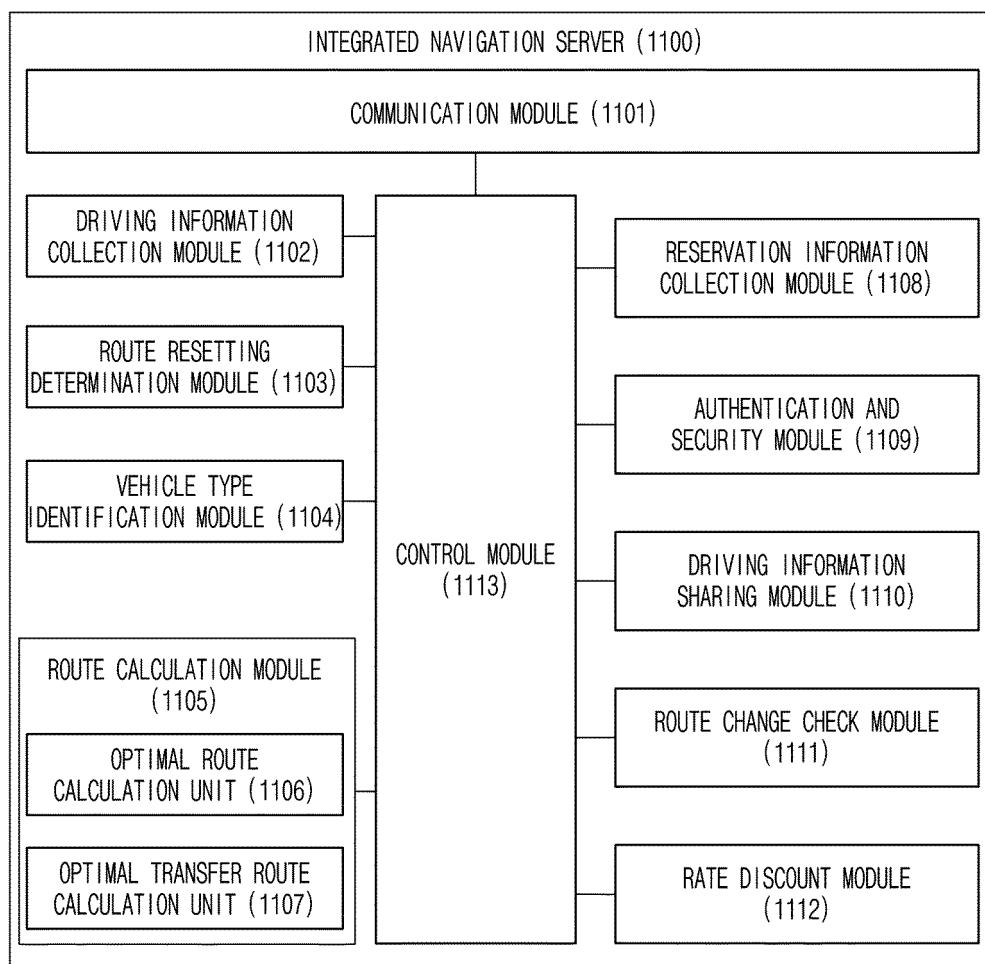 INTEGRATED NAVIGATION SERVER (1100)
COMMUNICATION MODULE (1101)
DRIVING INFORMATION
COLLECTION MODULE (1102)
ROUTE RESETTING
DETERMINATION MODULE (1103)
VEHICLE TYPE
IDENTIFICATION MODULE (1104)
ROUTE CALCULATION MODULE
(1105)
OPTIMAL ROUTE
CALCULATION UNIT (1106)
OPTIMAL TRANSFER ROUTE
CALCULATION UNIT (1107)
CONTROL MODULE
(1113)
RESERVATION INFORMATION
COLLECTION MODULE (1108)
AUTHENTICATION AND
SECURITY MODULE (1109)
DRIVING INFORMATION
SHARING MODULE (1110)
ROUTE CHANGE CHECK MODULE
(1111)
RATE DISCOUNT MODULE
(1112)